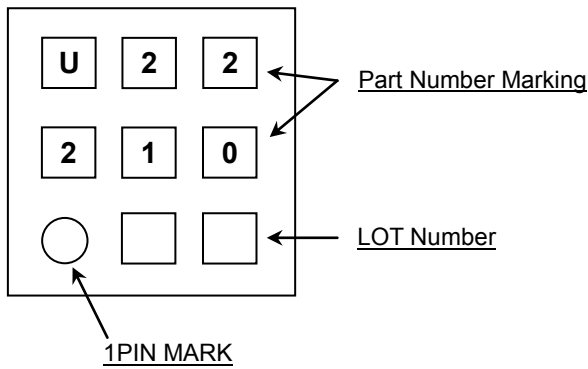 U 2 2
Part Number Marking
2 1 0
LOT Number
1PIN MARK